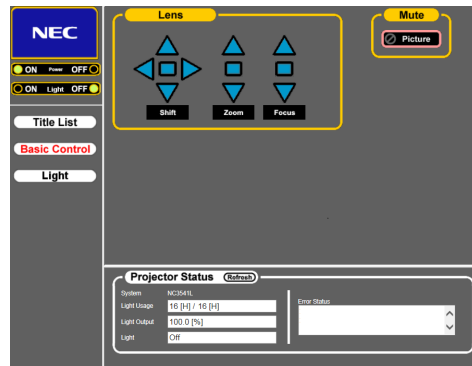 NEC
ON Power OFF
ON Light OFF
Title List
Basic Control
Light
Lens
Shift Zoom Focus
Mute
Picture
Projector Status (Refresh)
System NC3541L
Light Usage 16 [H] / 16 [H]
Light Output 100.0 [%]
Light Off
Error Status